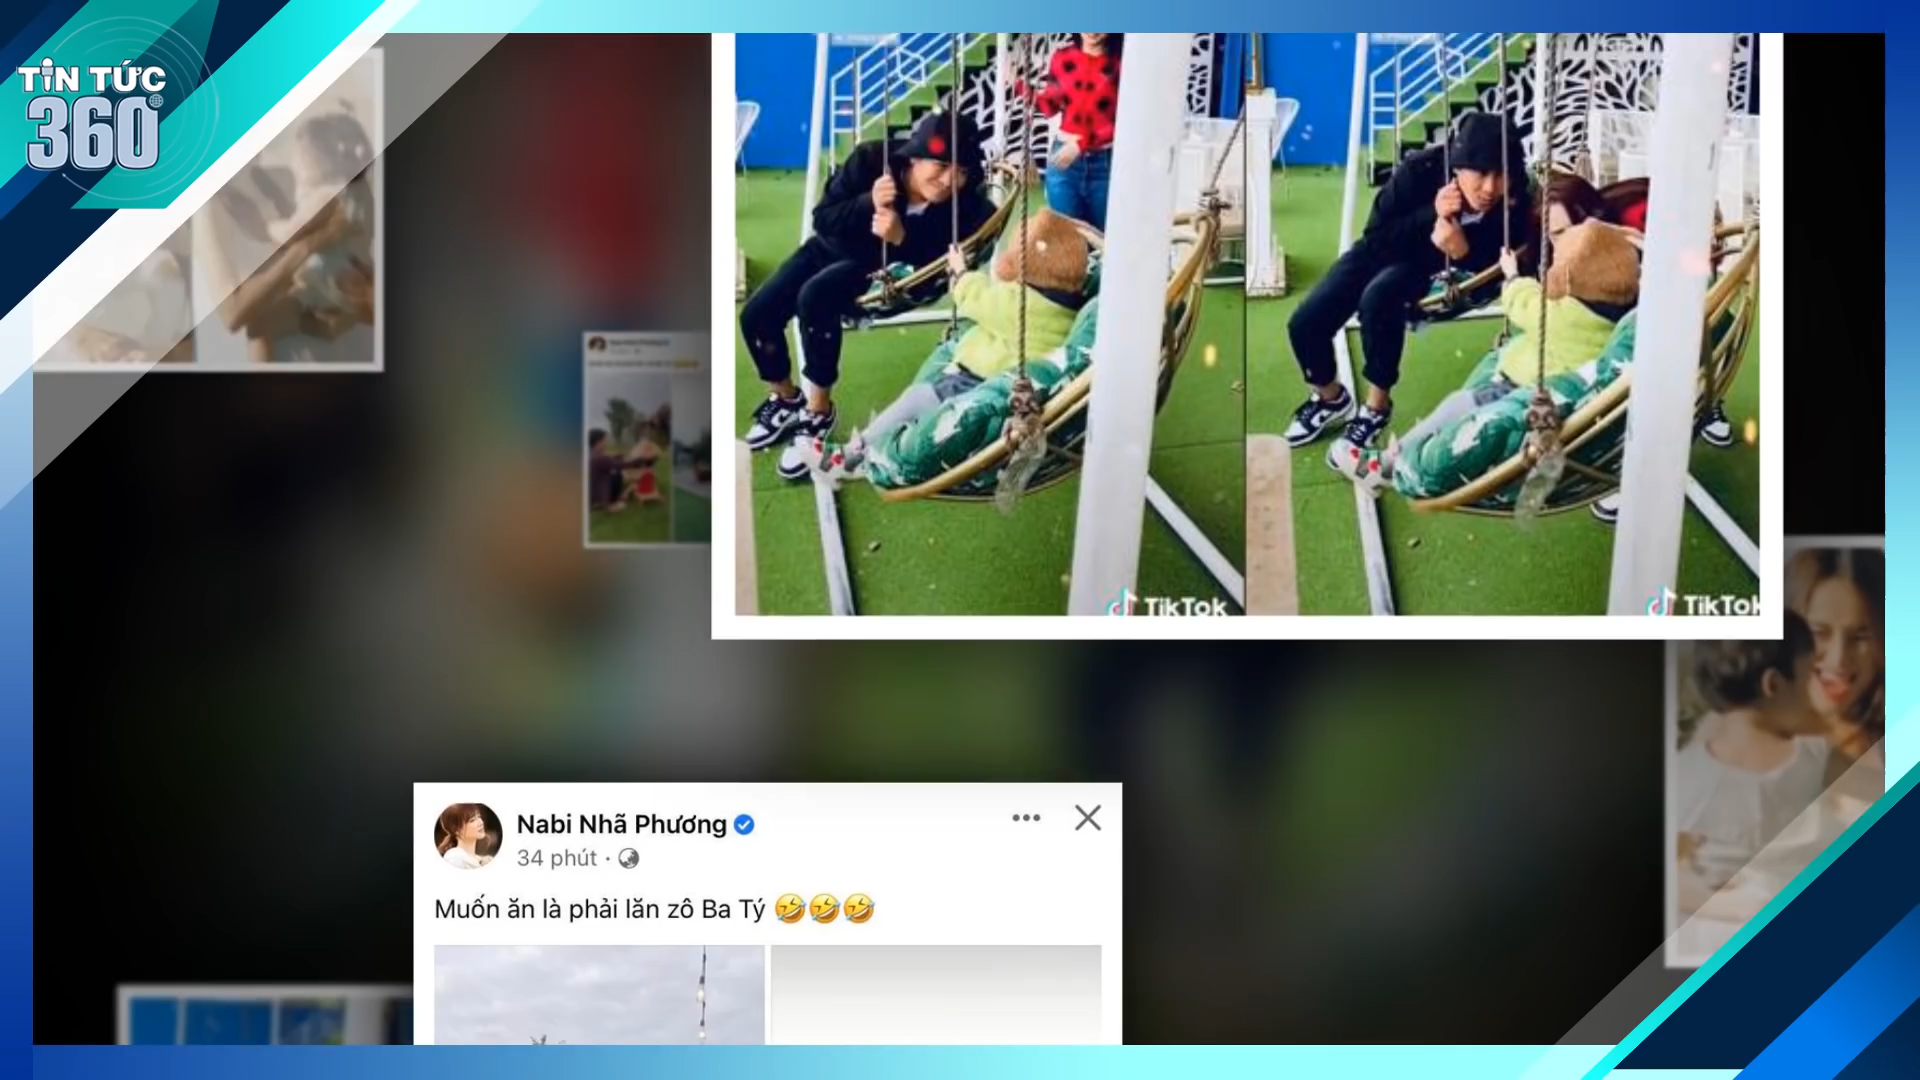 TIN TỨC
360
TikTok
TikTok
Nabi Nhã Phương
34 phút ·
Muốn ăn là phải lăn zô Ba Tý 🤣🤣🤣